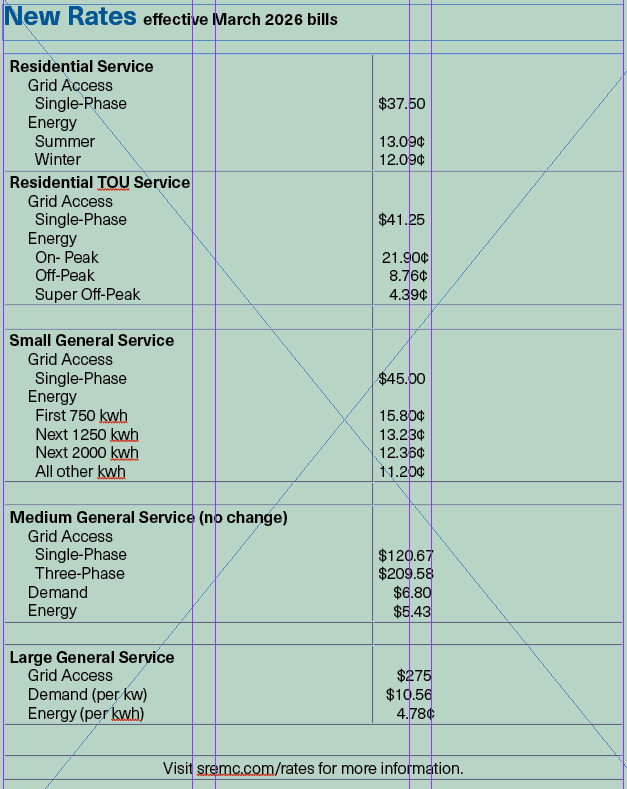 New Rates effective March 2026 bills
Residential Service
Grid Access
Single-Phase $37.50
Energy
Summer 13.09¢
Winter 12.09¢
Residential TOU Service
Grid Access
Single-Phase $41.25
Energy
On- Peak 21.90¢
Off-Peak 8.76¢
Super Off-Peak 4.39¢
Small General Service
Grid Access
Single-Phase $45.00
Energy
First 750 kwh 15.80¢
Next 1250 kwh 13.23¢
Next 2000 kwh 12.36¢
All other kwh 11.20¢
Medium General Service (no change)
Grid Access
Single-Phase $120.67
Three-Phase $209.58
Demand $6.80
Energy $5.43
Large General Service
Grid Access $275
Demand (per kw) $10.56
Energy (per kwh) 4.78¢
Visit sremc.com/rates for more information.